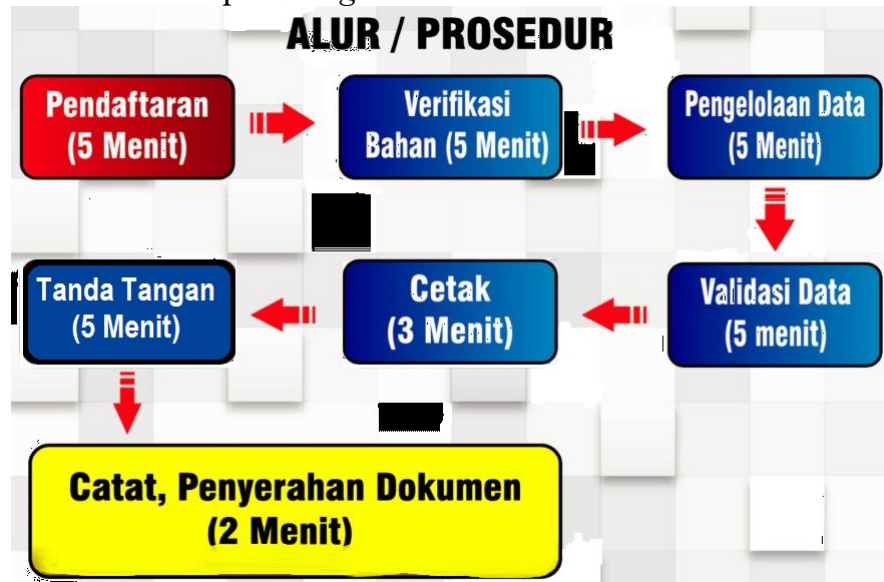 ALUR / PROSEDUR
Pendaftaran
(5 Menit)
Verifikasi
Bahan (5 Menit)
Pengelolaan Data
(5 Menit)
Validasi Data
(5 menit)
Cetak
(3 Menit)
Tanda Tangan
(5 Menit)
Catat, Penyerahan Dokumen
(2 Menit)